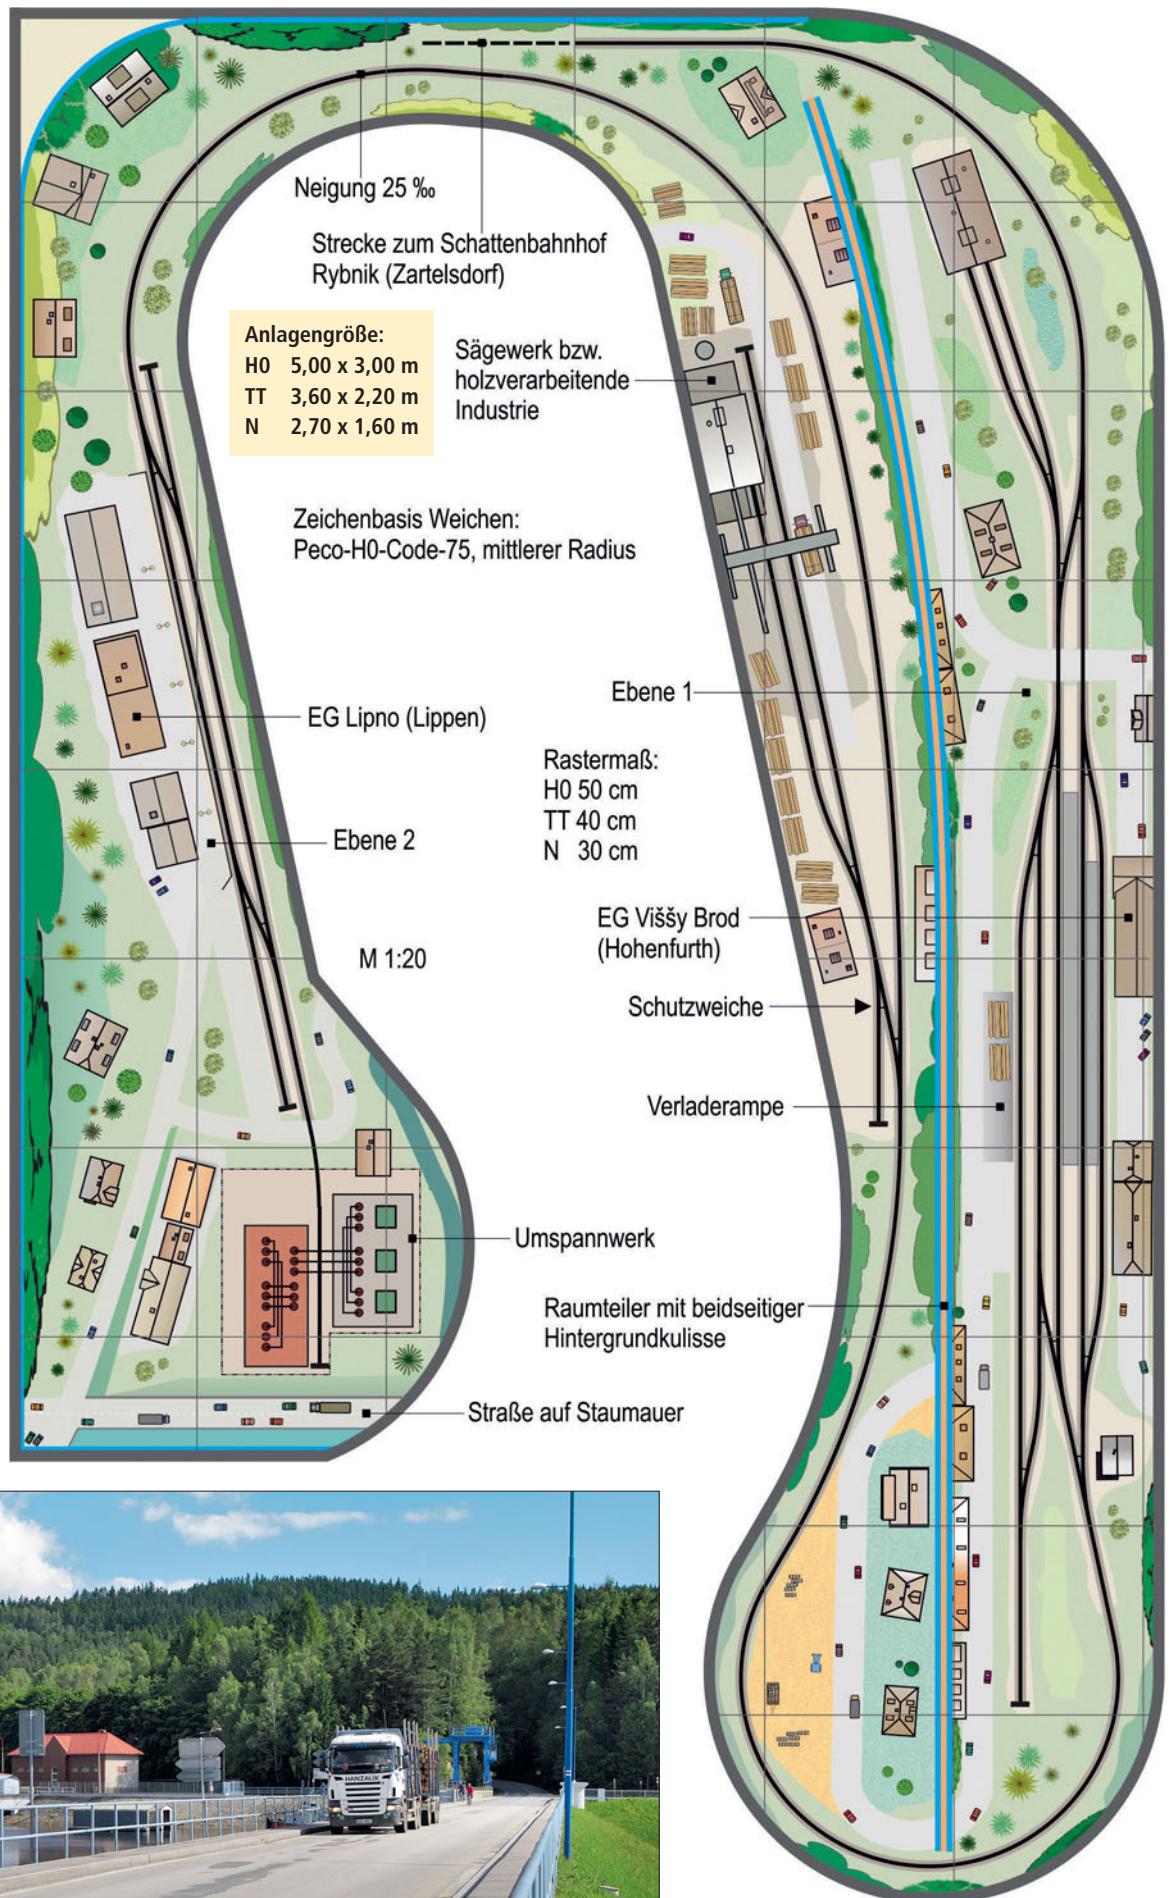 Neigung 25 ‰
Strecke zum Schattenbahnhof
Rybnik (Zartelsdorf)
Anlagengröße:
H0 5,00 x 3,00 m
TT 3,60 x 2,20 m
N 2,70 x 1,60 m
Sägewerk bzw.
holzverarbeitende
Industrie
Zeichenbasis Weichen:
Peco-H0-Code-75, mittlerer Radius
Ebene 1
EG Lipno (Lippen)
Rastermaß:
H0 50 cm
TT 40 cm
N 30 cm
Ebene 2
EG Viššy Brod
(Hohenfurth)
M 1:20
Schutzweiche
Verladerampe
Umspannwerk
Raumteiler mit beidseitiger
Hintergrundkulisse
Straße auf Staumauer
HANZALIK